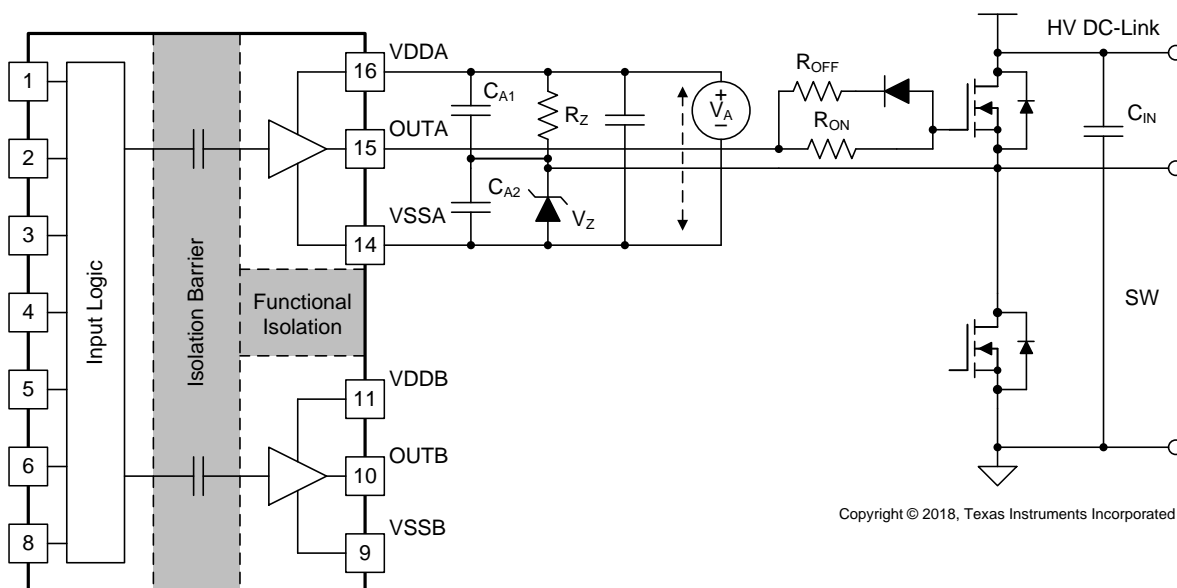 1
2
3
4
5
6
8
Input Logic
Isolation Barrier
Functional
Isolation
16
VDDA
15
OUTA
14
VSSA
11
VDDB
10
OUTB
9
VSSB
CA1
CA2
RZ
VZ
+
VA
–
ROFF
RON
HV DC-Link
CIN
SW
Copyright © 2018, Texas Instruments Incorporated